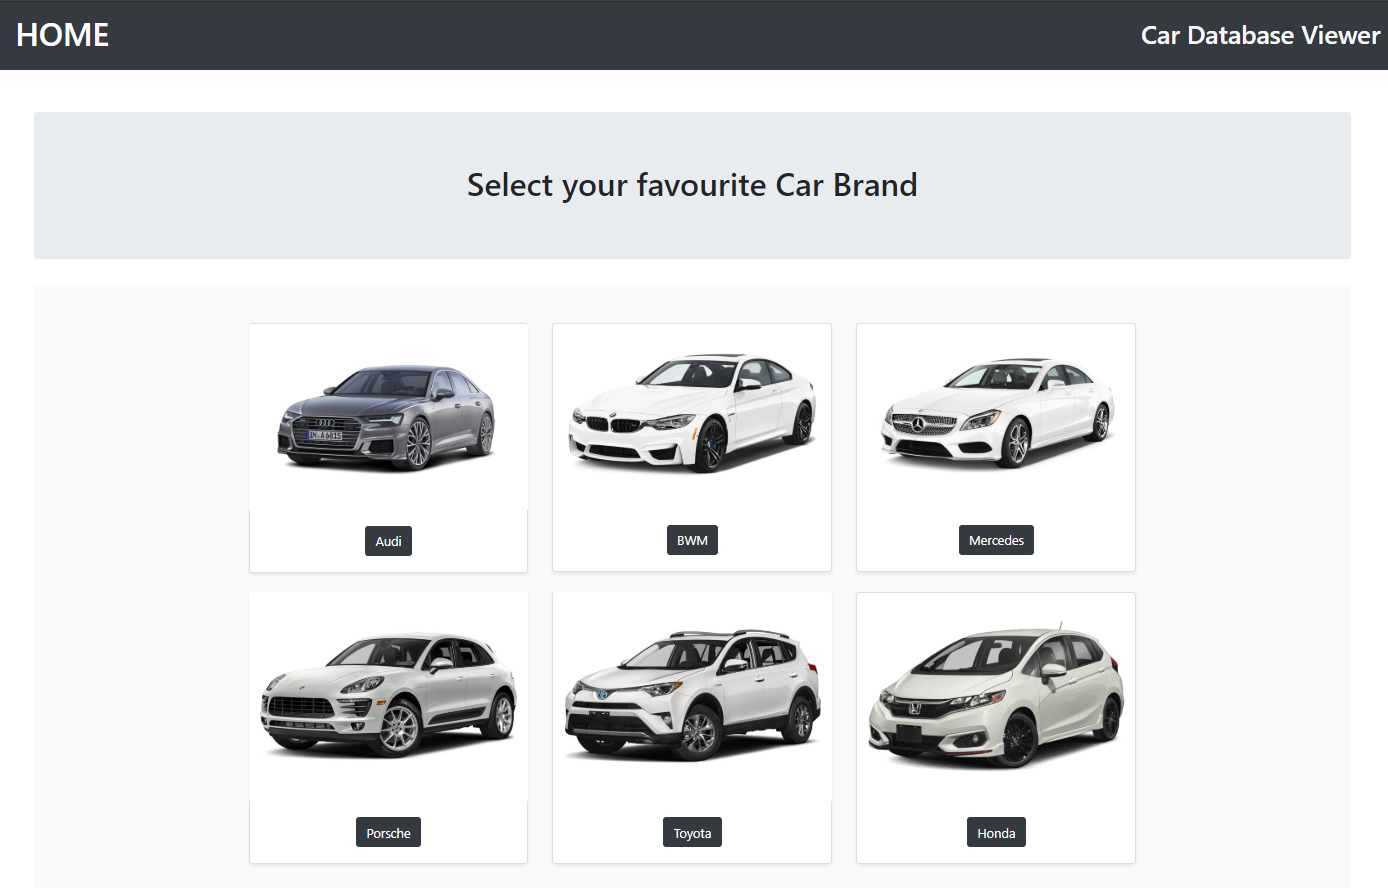 HOME
Car Database Viewer
Select your favourite Car Brand
IN·A 6815
Audi
BWM
Mercedes
Porsche
Toyota
Honda